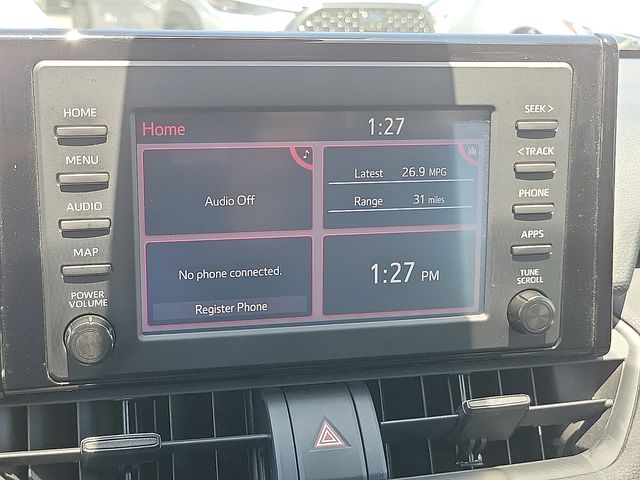 HOME
MENU
AUDIO
MAP
POWER
VOLUME
Home 1:27
Audio Off
Latest 26.9 MPG
Range 31 miles
No phone connected.
Register Phone
1:27 PM
SEEK >
< TRACK
PHONE
APPS
TUNE
SCROLL